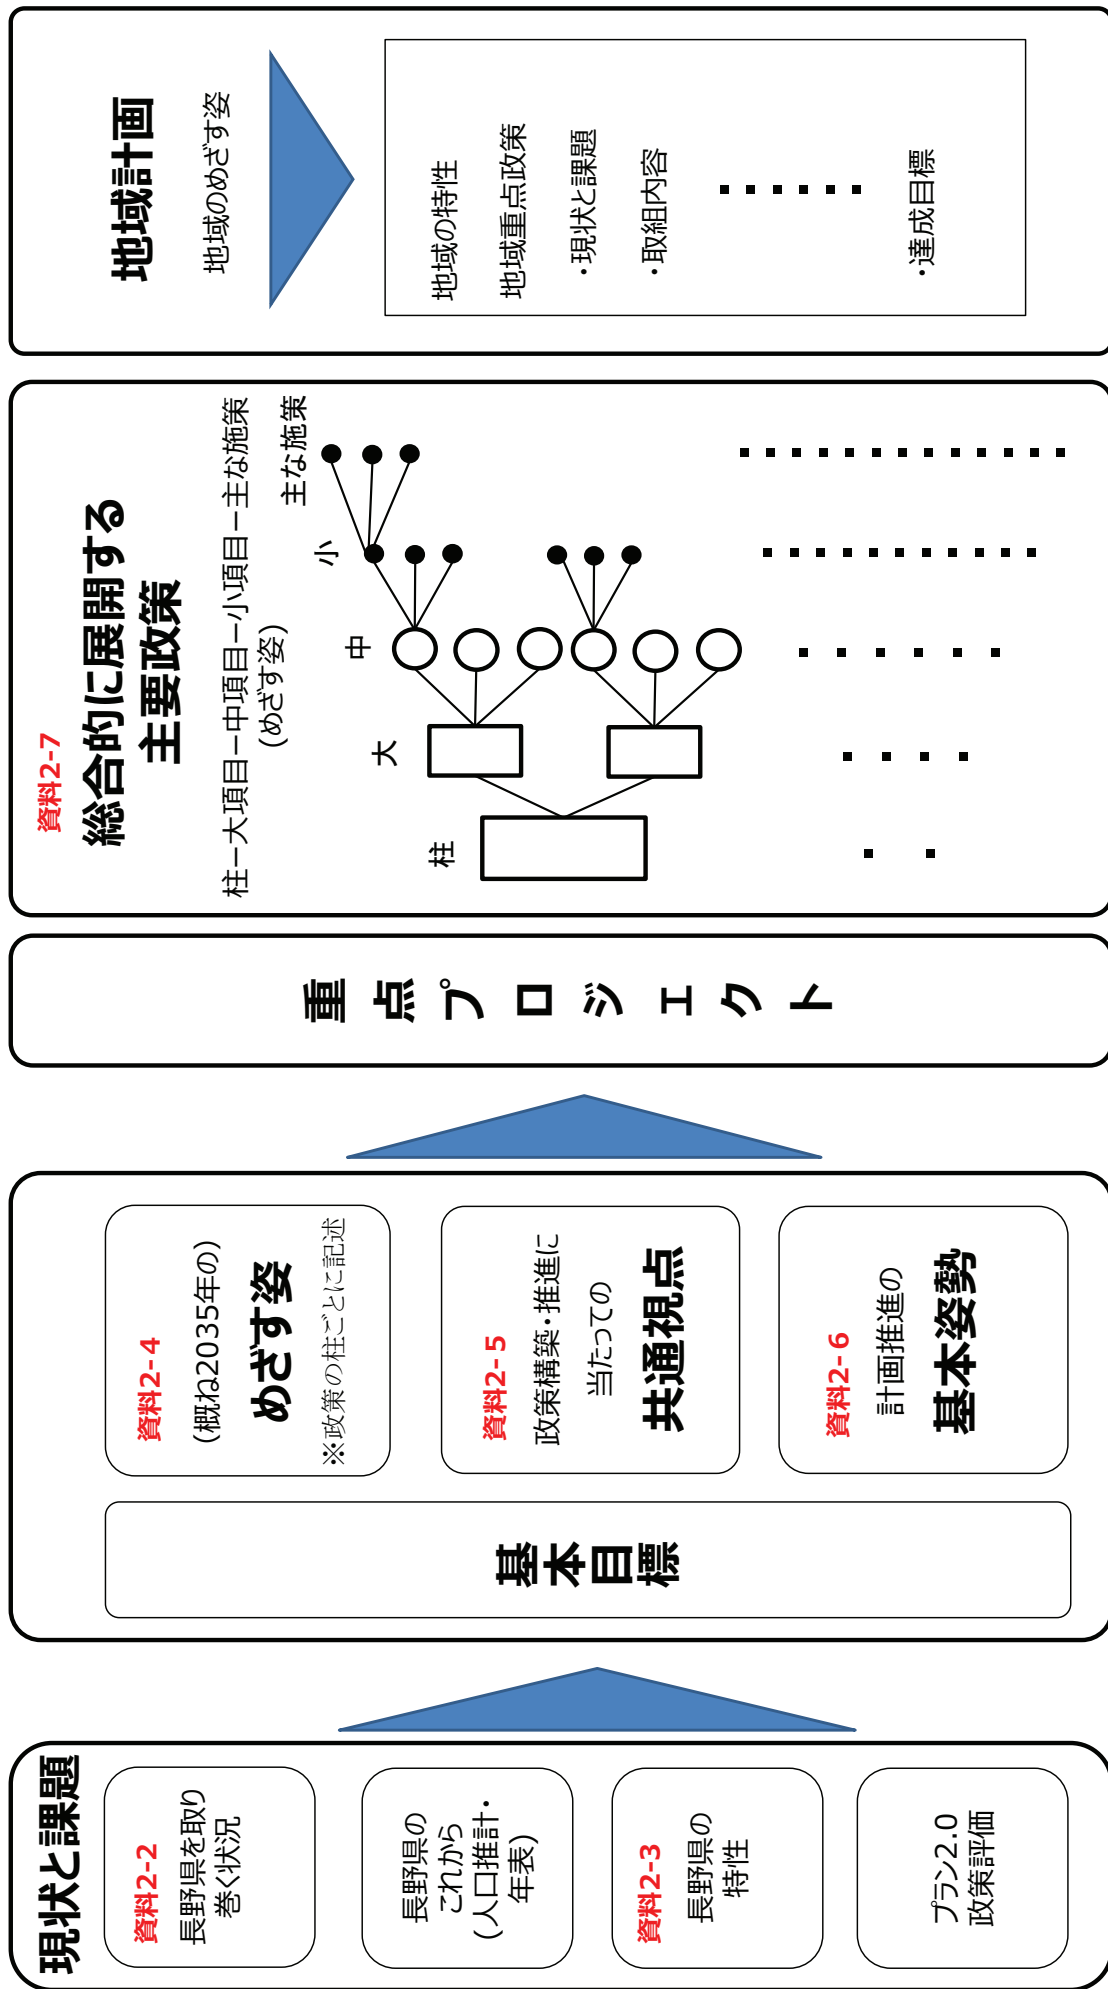 現状と課題
資料2-2
長野県を取り
巻く状況
長野県の
これから
(人口推計・
年表)
資料2-3
長野県の
特性
プラン2.0
政策評価
基本目標
資料2-4
(概ね2035年の)
めざす姿
※政策の柱ごとに記述
資料2-5
政策構築・推進に
当たっての
共通視点
資料2-6
計画推進の
基本姿勢
重点プロジェクト
資料2-7
総合的に展開する
主要政策
柱ー大項目ー中項目ー小項目ー主な施策
(めざす姿)
柱
大
中
小
主な施策
地域計画
地域のめざす姿
地域の特性
地域重点政策
・現状と課題
・取組内容
・達成目標